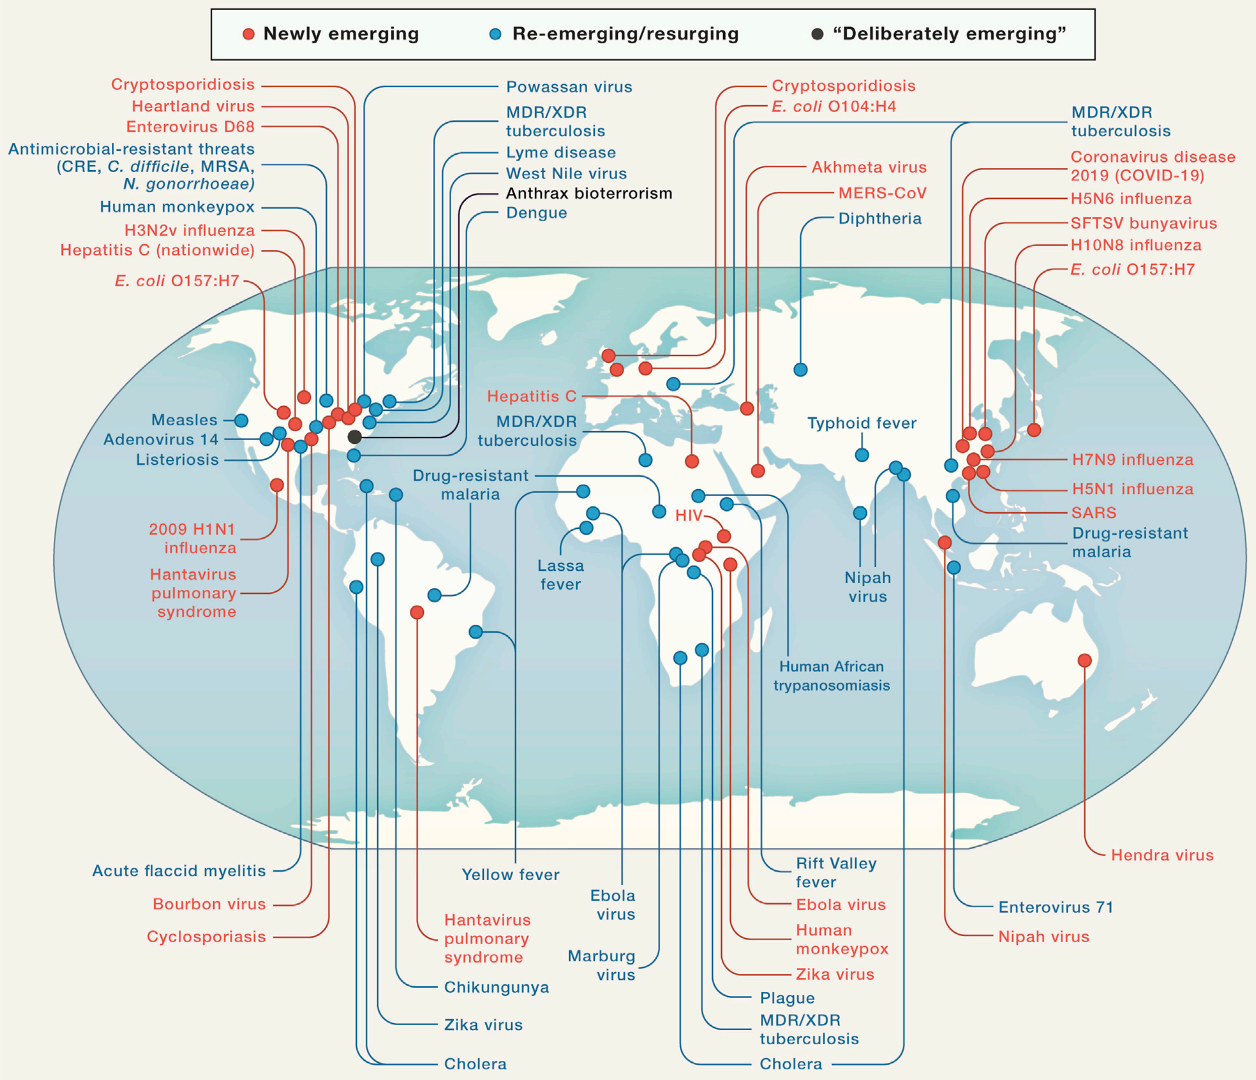 Newly emerging
Re-emerging/resurging
“Deliberately emerging”
Cryptosporidiosis
Heartland virus
Enterovirus D68
Antimicrobial-resistant threats
(CRE, C. difficile, MRSA,
N. gonorrhoeae)
Human monkeypox
H3N2v influenza
Hepatitis C (nationwide)
E. coli O157:H7
Powassan virus
MDR/XDR
tuberculosis
Lyme disease
West Nile virus
Anthrax bioterrorism
Dengue
Cryptosporidiosis
E. coli O104:H4
Akhmeta virus
MERS-CoV
Diphtheria
MDR/XDR
tuberculosis
Coronavirus disease
2019 (COVID-19)
H5N6 influenza
SFTSV bunyavirus
H10N8 influenza
E. coli O157:H7
Measles
Adenovirus 14
Listeriosis
2009 H1N1
influenza
Hantavirus
pulmonary
syndrome
Hepatitis C
MDR/XDR
tuberculosis
Drug-resistant
malaria
Lassa
fever
HIV
Typhoid fever
Nipah
virus
Human African
trypanosomiasis
H7N9 influenza
H5N1 influenza
SARS
Drug-resistant
malaria
Acute flaccid myelitis
Bourbon virus
Cyclosporiasis
Hantavirus
pulmonary
syndrome
Chikungunya
Zika virus
Cholera
Yellow fever
Ebola
virus
Marburg
virus
Rift Valley
fever
Ebola virus
Human
monkeypox
Zika virus
Plague
MDR/XDR
tuberculosis
Cholera
Hendra virus
Enterovirus 71
Nipah virus